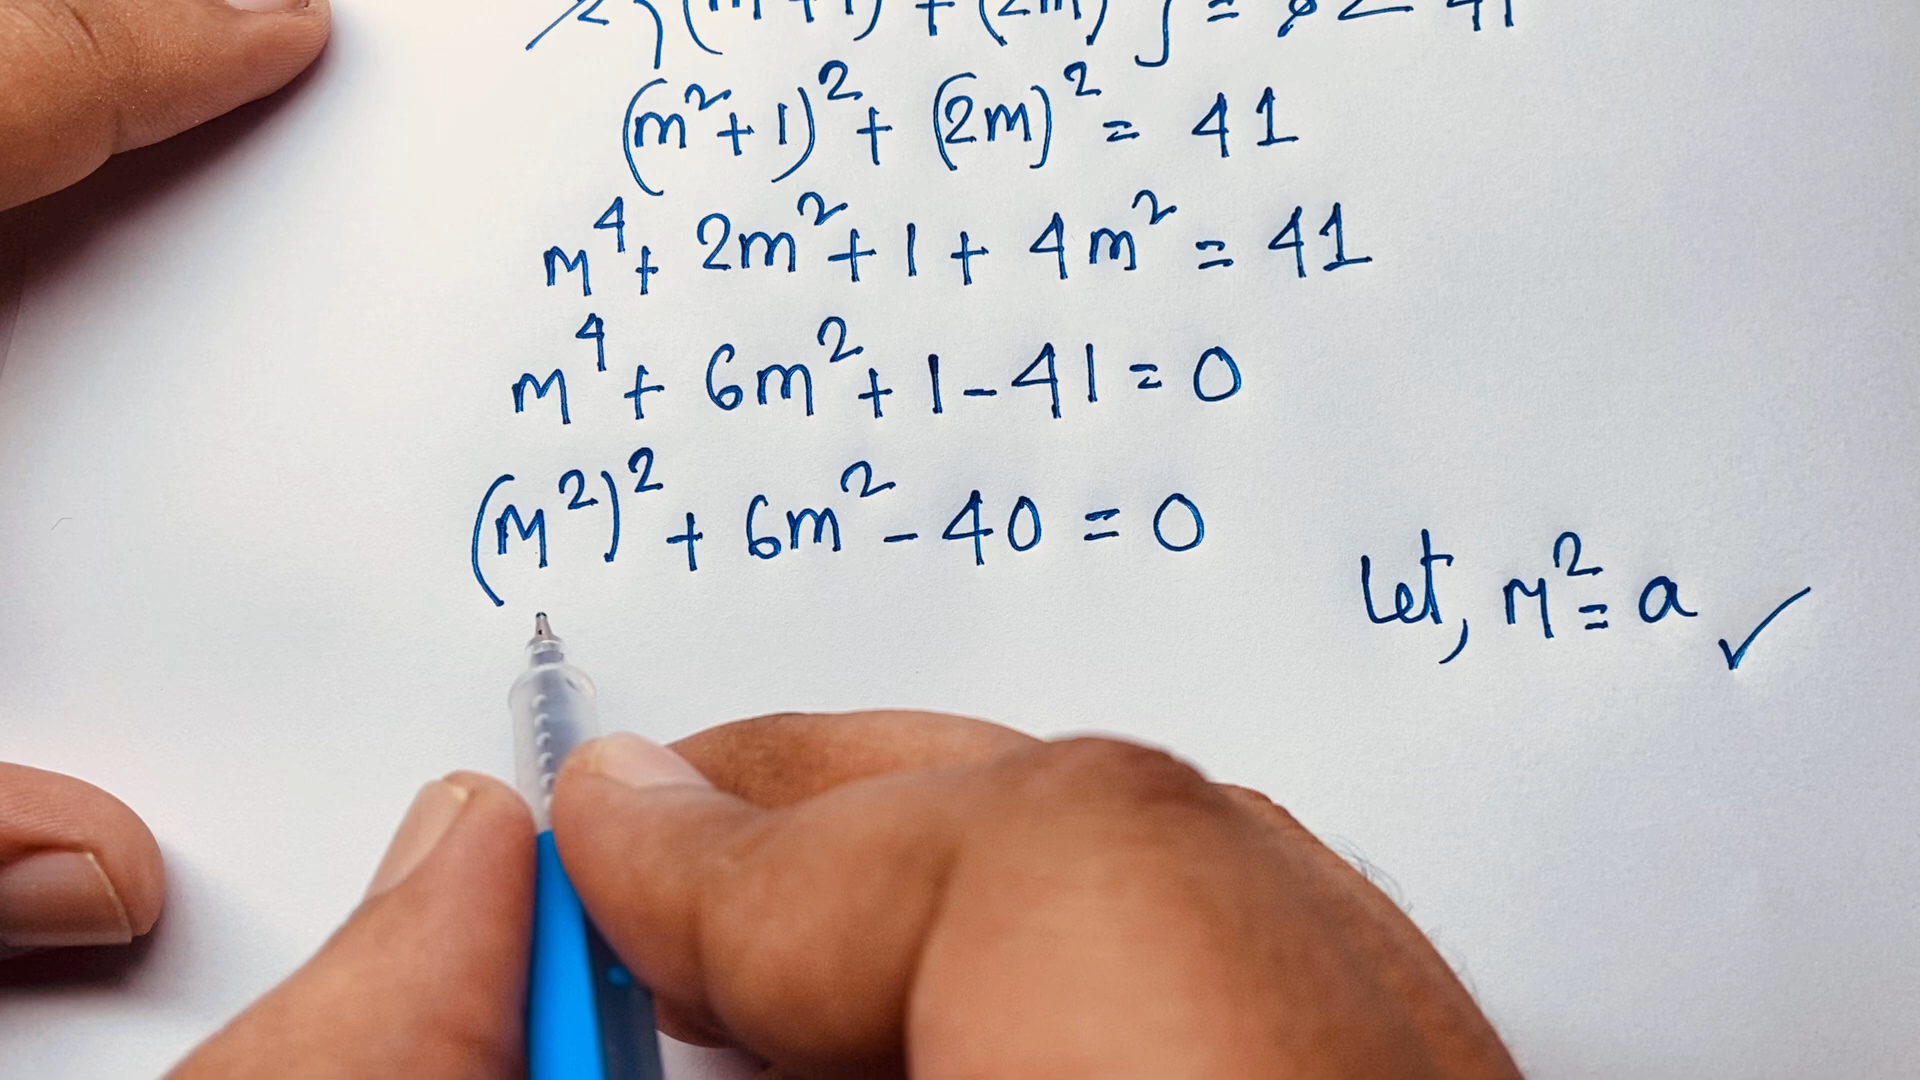 (m²+1)²+ (2m)² = 41
m⁴+ 2m²+1+ 4m² = 41
m⁴+ 6m²+1-41=0
(m²)²+ 6m²-40=0
Let, m²=a ✓